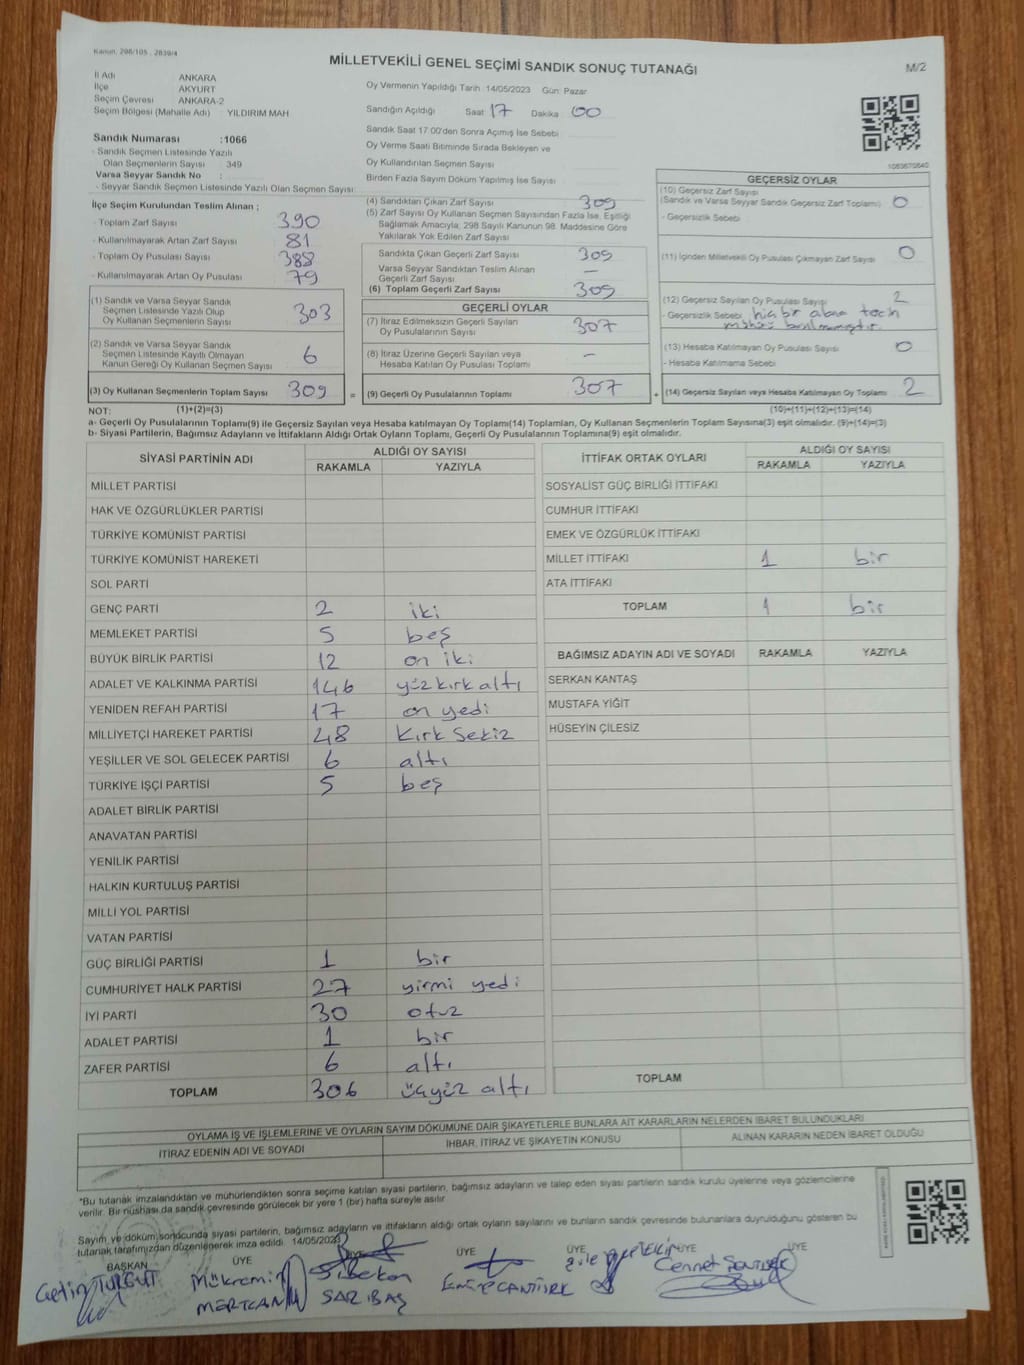 Kanun. 298/105 , 2839/4
MİLLETVEKİLİ GENEL SEÇİMİ SANDIK SONUÇ TUTANAĞI
M/2
İl Adı ANKARA
İlçe AKYURT
Seçim Çevresi ANKARA-2
Seçim Bölgesi (Mahalle Adı) YILDIRIM MAH
Oy Vermenin Yapıldığı Tarih :14/05/2023 Gün: Pazar
Sandığın Açıldığı Saat 17 Dakika 00
Sandık Saat 17:00'den Sonra Açılmış İse Sebebi
Oy Verme Saati Bitiminde Sırada Bekleyen ve
Oy Kullandırılan Seçmen Sayısı
Birden Fazla Sayım Döküm Yapılmış İse Sayısı
1083670840
Sandık Numarası :1066
- Sandık Seçmen Listesinde Yazılı
Olan Seçmenlerin Sayısı 349
Varsa Seyyar Sandık No :
- Seyyar Sandık Seçmen Listesinde Yazılı Olan Seçmen Sayısı:
İlçe Seçim Kurulundan Teslim Alınan ;
- Toplam Zarf Sayısı 390
- Kullanılmayarak Artan Zarf Sayısı 81
- Toplam Oy Pusulası Sayısı 388
- Kullanılmayarak Artan Oy Pusulası 79
(1) Sandık ve Varsa Seyyar Sandık
Seçmen Listesinde Yazılı Olup
Oy Kullanan Seçmenlerin Sayısı 303
(2) Sandık ve Varsa Seyyar Sandık
Seçmen Listesinde Kayıtlı Olmayan
Kanun Gereği Oy Kullanan Seçmen Sayısı 6
(3) Oy Kullanan Seçmenlerin Toplam Sayısı 309 =
(4) Sandıktan Çıkan Zarf Sayısı 309
(5) Zarf Sayısı Oy Kullanan Seçmen Sayısından Fazla İse, Eşitliği
Sağlamak Amacıyla; 298 Sayılı Kanunun 98. Maddesine Göre
Yakılarak Yok Edilen Zarf Sayısı
Sandıkta Çıkan Geçerli Zarf Sayısı 309
Varsa Seyyar Sandıktan Teslim Alınan
Geçerli Zarf Sayısı –
(6) Toplam Geçerli Zarf Sayısı 309
GEÇERLİ OYLAR
(7) İtiraz Edilmeksizin Geçerli Sayılan
Oy Pusulalarının Sayısı 307
(8) İtiraz Üzerine Geçerli Sayılan veya
Hesaba Katılan Oy Pusulası Toplamı –
(9) Geçerli Oy Pusulalarının Toplamı 307 +
GEÇERSİZ OYLAR
(10) Geçersiz Zarf Sayısı
(Sandık ve Varsa Seyyar Sandık Geçersiz Zarf Toplamı) 0
- Geçersizlik Sebebi
(11) İçinden Milletvekili Oy Pusulası Çıkmayan Zarf Sayısı 0
(12) Geçersiz Sayılan Oy Pusulası Sayısı 2
- Geçersizlik Sebebi hiçbir alana tercih
mührü basılmamıştır.
(13) Hesaba Katılmayan Oy Pusulası Sayısı 0
- Hesaba Katılmama Sebebi
(14) Geçersiz Sayılan veya Hesaba Katılmayan Oy Toplamı 2
NOT: (1)+(2)=(3) (10)+(11)+(12)+(13)=(14)
a- Geçerli Oy Pusulalarının Toplamı(9) ile Geçersiz Sayılan veya Hesaba katılmayan Oy Toplamı(14) Toplamları, Oy Kullanan Seçmenlerin Toplam Sayısına(3) eşit olmalıdır. (9)+(14)=(3)
b- Siyasi Partilerin, Bağımsız Adayların ve İttifakların Aldığı Ortak Oyların Toplamı, Geçerli Oy Pusulalarının Toplamına(9) eşit olmalıdır.
SİYASİ PARTİNİN ADI ALDIĞI OY SAYISI
RAKAMLA YAZIYLA
MİLLET PARTİSİ
HAK VE ÖZGÜRLÜKLER PARTİSİ
TÜRKİYE KOMÜNİST PARTİSİ
TÜRKİYE KOMÜNİST HAREKETİ
SOL PARTİ
GENÇ PARTİ 2 iki
MEMLEKET PARTİSİ 5 beş
BÜYÜK BİRLİK PARTİSİ 12 on iki
ADALET VE KALKINMA PARTİSİ 146 yüz kırk altı
YENİDEN REFAH PARTİSİ 17 on yedi
MİLLİYETÇİ HAREKET PARTİSİ 48 kırk sekiz
YEŞİLLER VE SOL GELECEK PARTİSİ 6 altı
TÜRKİYE İŞÇİ PARTİSİ 5 beş
ADALET BİRLİK PARTİSİ
ANAVATAN PARTİSİ
YENİLİK PARTİSİ
HALKIN KURTULUŞ PARTİSİ
MİLLİ YOL PARTİSİ
VATAN PARTİSİ
GÜÇ BİRLİĞİ PARTİSİ 1 bir
CUMHURİYET HALK PARTİSİ 27 yirmi yedi
İYİ PARTİ 30 otuz
ADALET PARTİSİ 1 bir
ZAFER PARTİSİ 6 altı
TOPLAM 306 üçyüz altı
İTTİFAK ORTAK OYLARI ALDIĞI OY SAYISI
RAKAMLA YAZIYLA
SOSYALİST GÜÇ BİRLİĞİ İTTİFAKI
CUMHUR İTTİFAKI
EMEK VE ÖZGÜRLÜK İTTİFAKI
MİLLET İTTİFAKI 1 bir
ATA İTTİFAKI
TOPLAM 1 bir
BAĞIMSIZ ADAYIN ADI VE SOYADI RAKAMLA YAZIYLA
SERKAN KANTAŞ
MUSTAFA YİĞİT
HÜSEYİN ÇİLESİZ
TOPLAM
OYLAMA İŞ VE İŞLEMLERİNE VE OYLARIN SAYIM DÖKÜMÜNE DAİR ŞİKAYETLERLE BUNLARA AİT KARARLARIN NELERDEN İBARET BULUNDUKLARI
İTİRAZ EDENİN ADI VE SOYADI İHBAR, İTİRAZ VE ŞİKAYETİN KONUSU ALINAN KARARIN NEDEN İBARET OLDUĞU
*Bu tutanak imzalandıktan ve mühürlendikten sonra seçime katılan siyasi partilerin, bağımsız adayların ve talep eden siyasi partilerin sandık kurulu üyelerine veya gözlemcilerine
verilir. Bir nüshası da sandık çevresinde görülecek bir yere 1 (bir) hafta süreyle asılır.
Sayım ve döküm sonucunda siyasi partilerin, bağımsız adayların ve ittifakların aldığı ortak oyların sayılarını ve bunların sandık çevresinde bulunanlara duyrulduğunu gösteren bu
tutanak tarafımızdan düzenlenerek imza edildi. 14/05/2023
BAŞKAN ÜYE ÜYE ÜYE ÜYE ÜYE
Çetin TURGUT
Mükremin
MERTCAN
SARIBAŞ
Emine CANTÜRK
Cennet